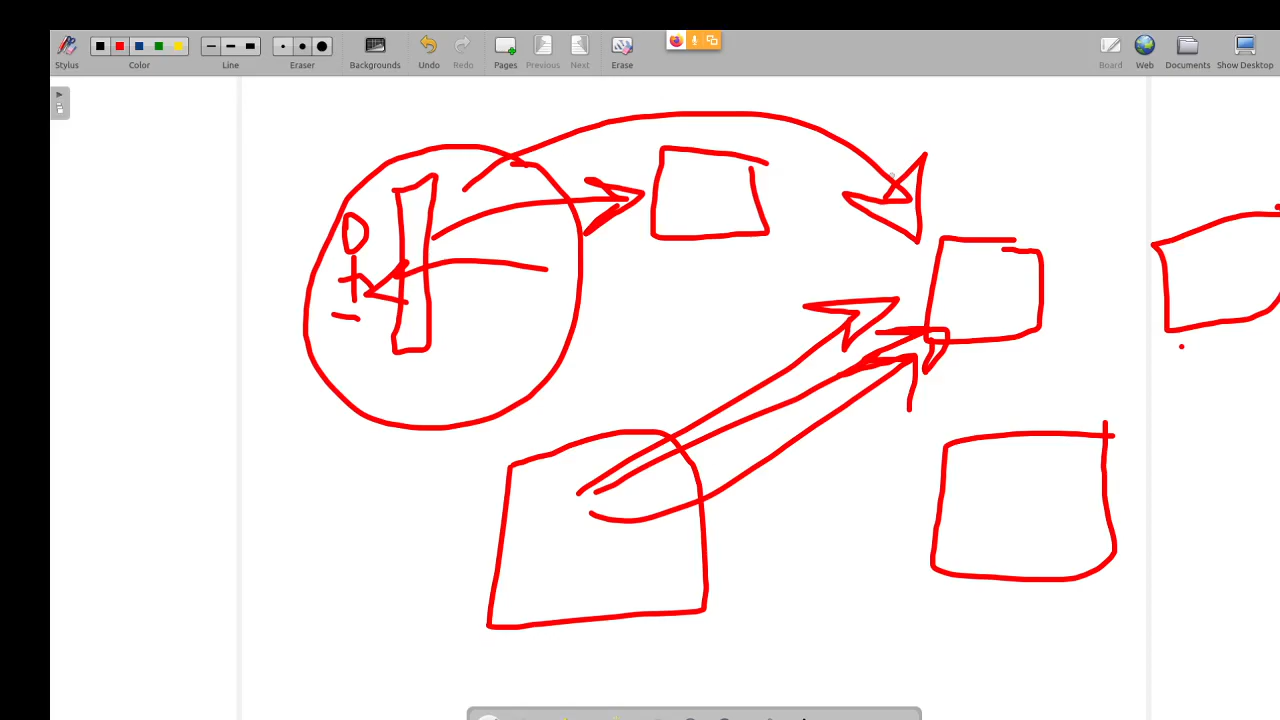 Stylus Color Line Eraser Backgrounds Undo Redo Pages Previous Next Erase Board Web Documents Show Desktop
D
+
-